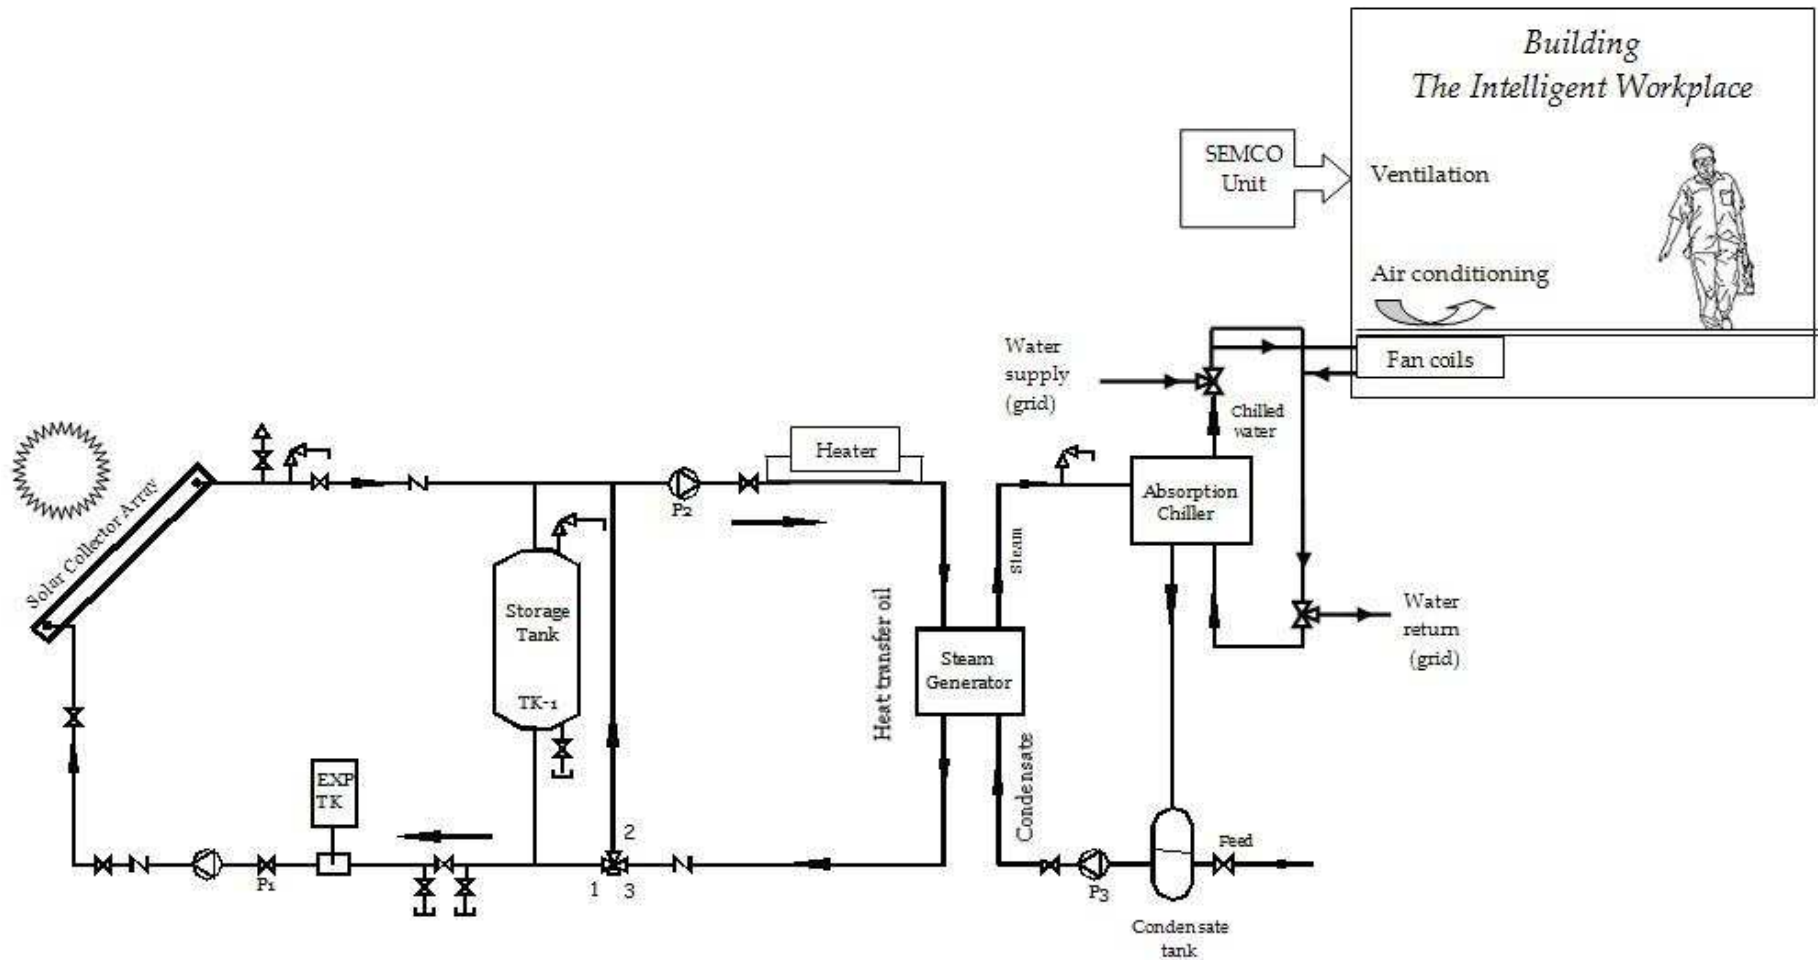 Building
The Intelligent Workplace
SEMCO
Unit
Ventilation
Air conditioning
Fan coils
Water
supply
(grid)
Chilled
water
Solar Collector Array
Heater
P2
Absorption
Chiller
Steam
Storage
Tank
TK-1
Heat transfer oil
Steam
Generator
Water
return
(grid)
EXP
TK
Condensate
2
Feed
P1
1
3
P3
Condensate
tank